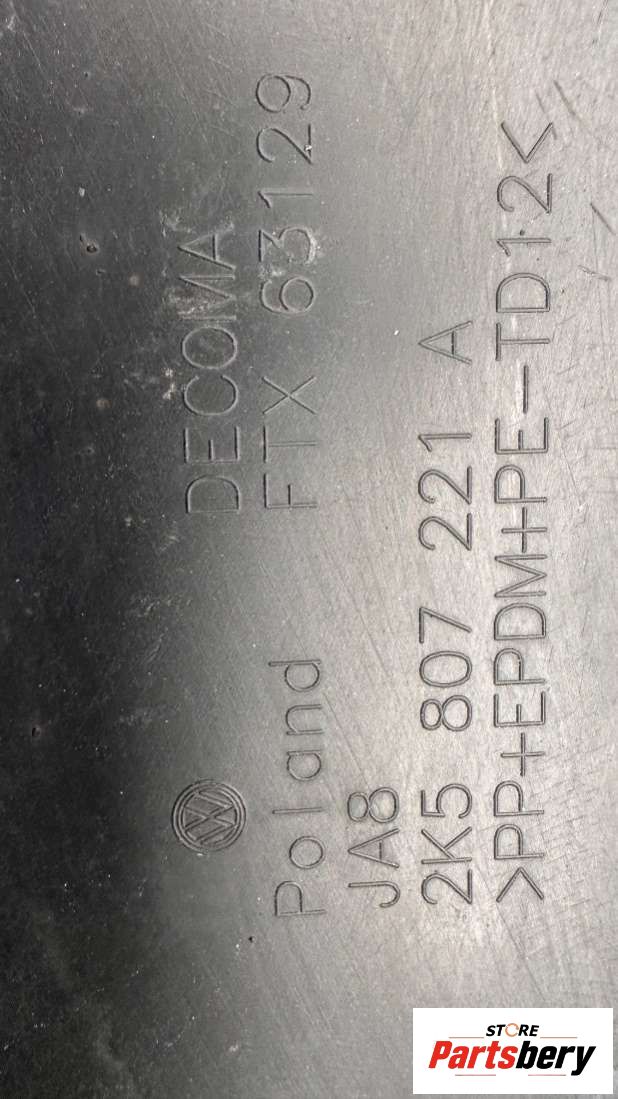 DECOMA
FTX 63129
Poland
JA8
2K5 807 221 A
>PP+EPDM+PE-TD12<
STORE
Partsbery